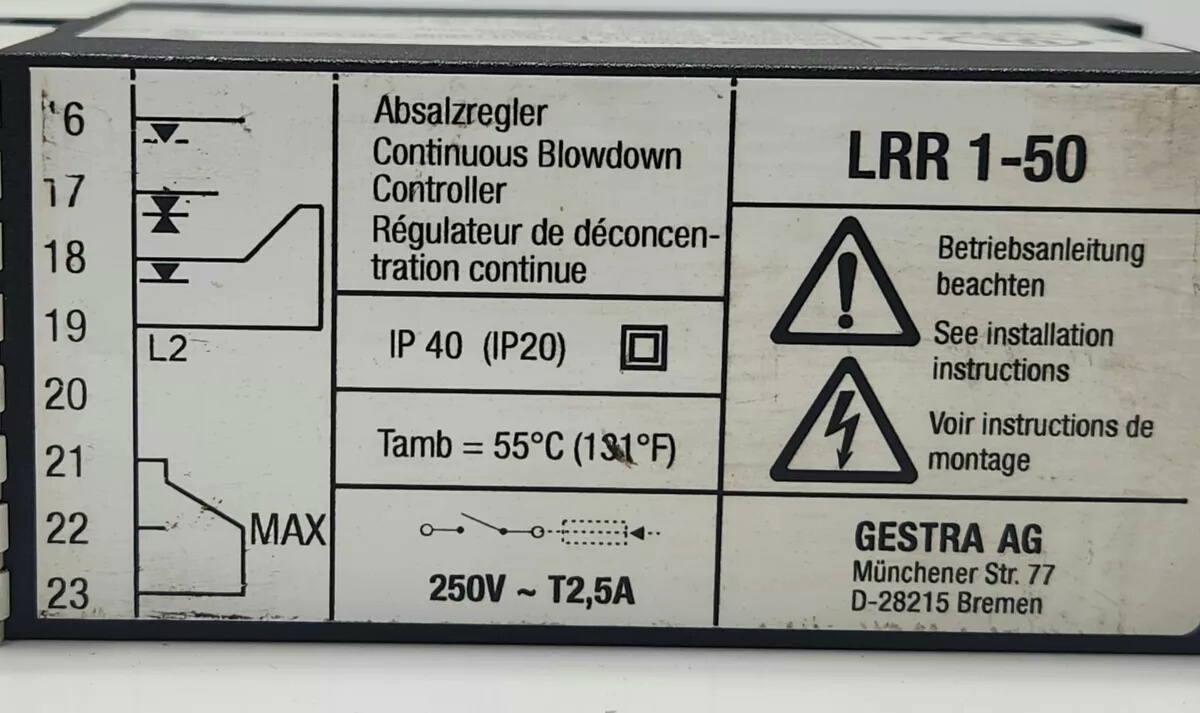 6
17
18
19
20
21
22
23
L2
MAX
Absalzregler
Continuous Blowdown
Controller
Régulateur de déconcen-
tration continue
IP 40 (IP20)
Tamb = 55°C (131°F)
250V ~ T2,5A
LRR 1-50
Betriebsanleitung
beachten
See installation
instructions
Voir instructions de
montage
GESTRA AG
Münchener Str. 77
D-28215 Bremen